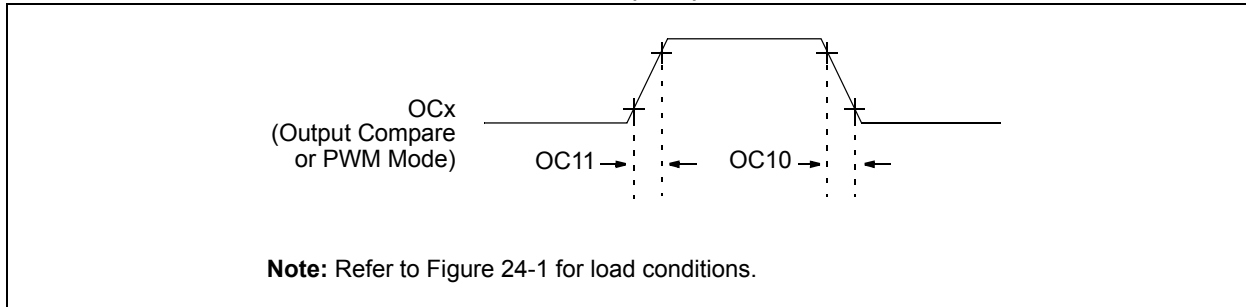 OCx
(Output Compare
or PWM Mode)
OC11
OC10
Note: Refer to Figure 24-1 for load conditions.